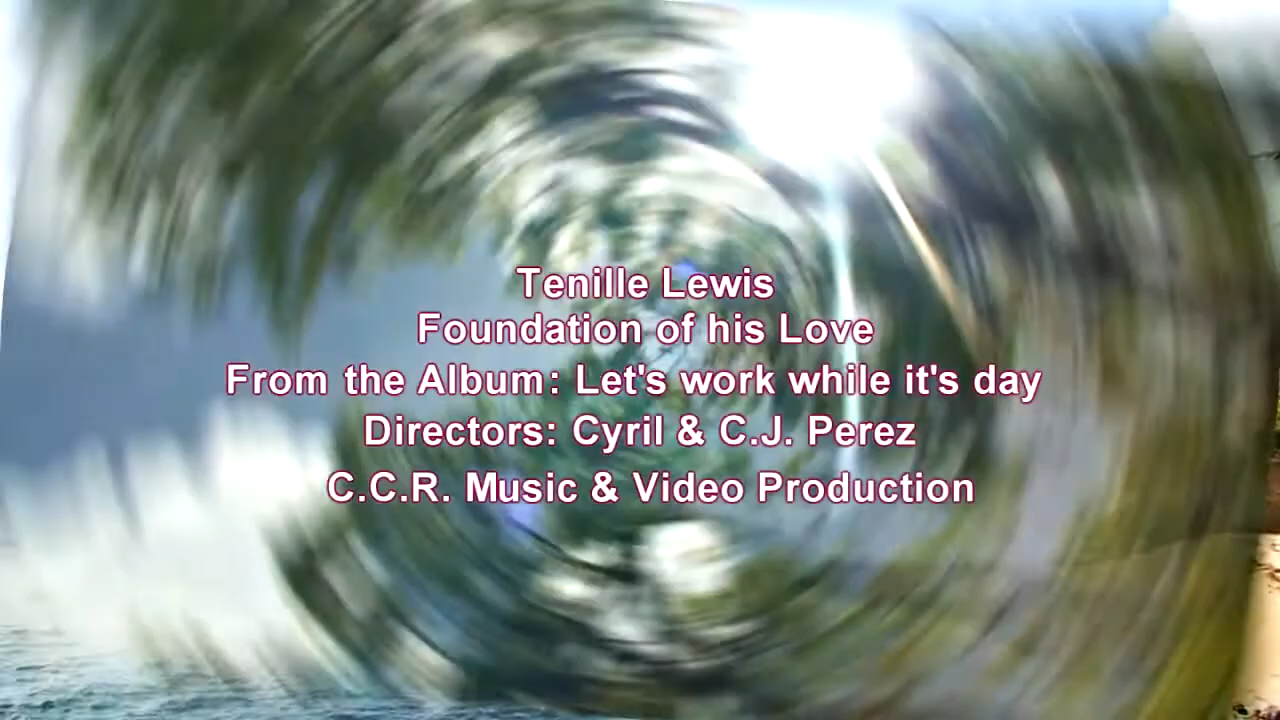 Tenille Lewis
Foundation of his Love
From the Album: Let's work while it's day
Directors: Cyril & C.J. Perez
C.C.R. Music & Video Production